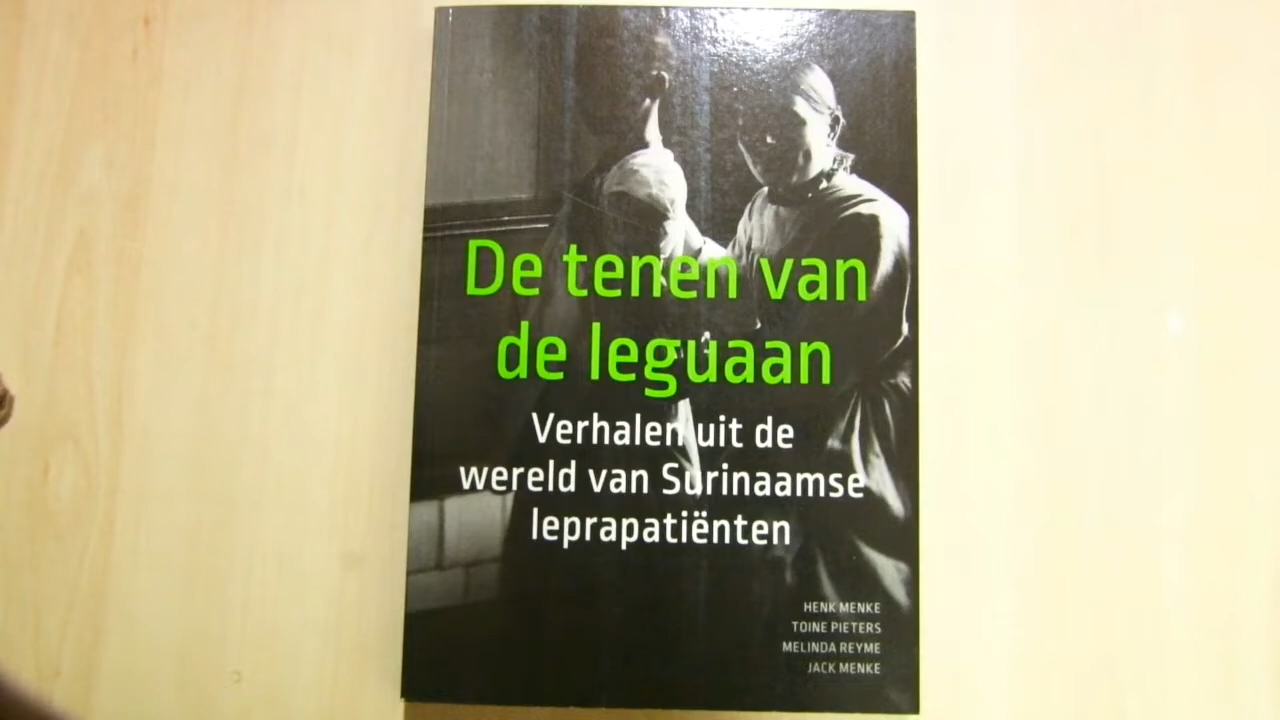 De tenen van
de leguaan
Verhalen uit de
wereld van Surinaamse
leprapatiënten
HENK MENKE
TOINE PIETERS
MELINDA REYME
JACK MENKE